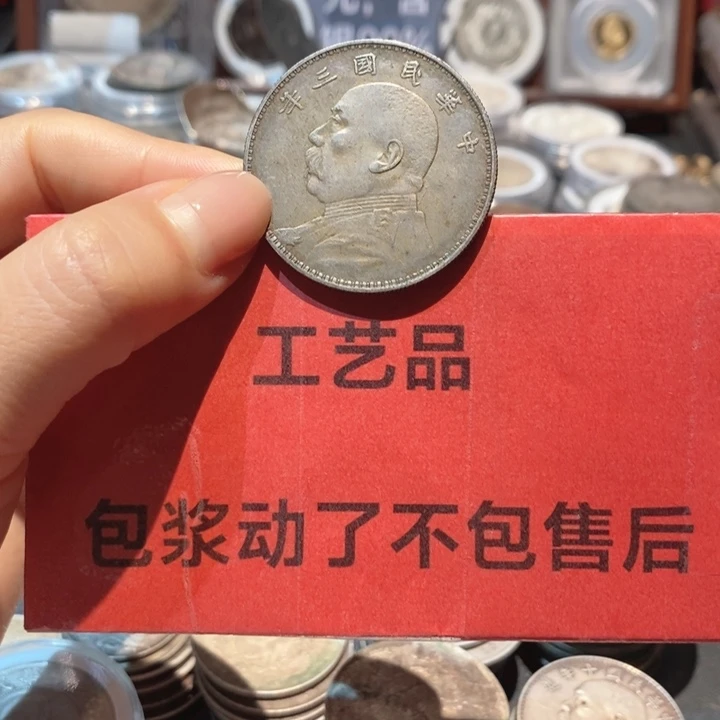 中華民國三年
工艺品
包浆动了不包售后